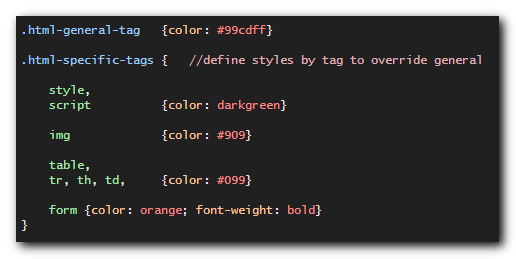 .html-general-tag {color: #99cdff}
.html-specific-tags { //define styles by tag to override general
style,
script {color: darkgreen}
img {color: #909}
table,
tr, th, td, {color: #099}
form {color: orange; font-weight: bold}
}